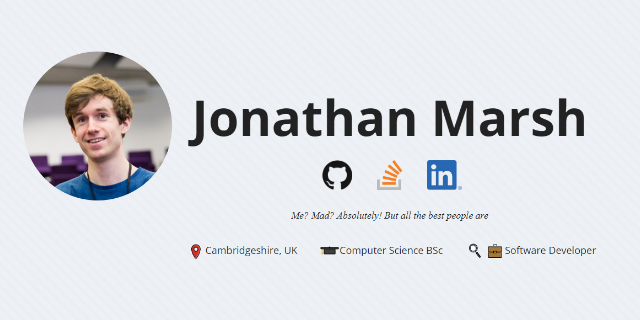 Jonathan Marsh
in
Me? Mad? Absolutely! But all the best people are
Cambridgeshire, UK Computer Science BSc Software Developer